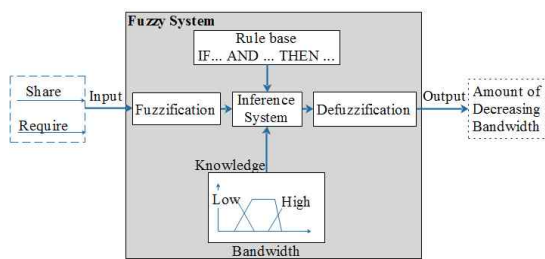 Fuzzy System
Rule base
IF... AND ... THEN ...
Share
Require
Input
Fuzzification
Inference
System
Defuzzification
Output
Amount of
Decreasing
Bandwidth
Knowledge
Low
High
Bandwidth